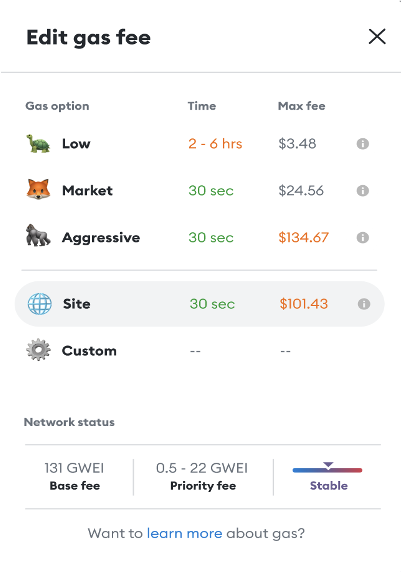 Edit gas fee
Gas option Time Max fee
Low 2 - 6 hrs $3.48
Market 30 sec $24.56
Aggressive 30 sec $134.67
Site 30 sec $101.43
Custom -- --
Network status
131 GWEI 0.5 - 22 GWEI
Base fee Priority fee Stable
Want to learn more about gas?